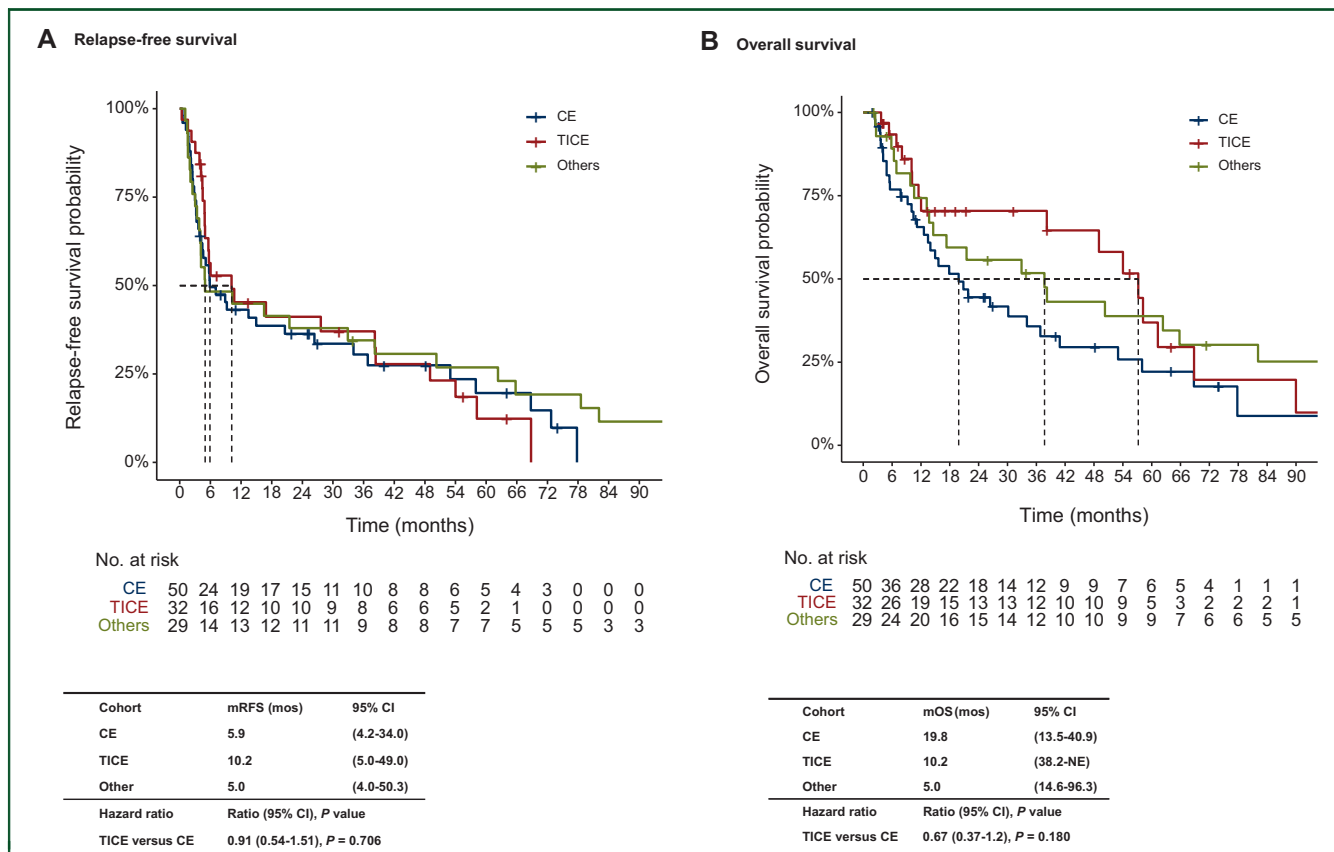 A Relapse-free survival
100%
75%
50%
25%
0%
Relapse-free survival probability
CE
TICE
Others
0 6 12 18 24 30 36 42 48 54 60 66 72 78 84 90
Time (months)
No. at risk
CE 50 24 19 17 15 11 10 8 8 6 5 4 3 0 0 0
TICE 32 16 12 10 10 9 8 6 6 5 2 1 0 0 0 0
Others 29 14 13 12 11 11 9 8 8 7 7 5 5 5 3 3
Cohort mRFS (mos) 95% CI
CE 5.9 (4.2-34.0)
TICE 10.2 (5.0-49.0)
Other 5.0 (4.0-50.3)
Hazard ratio Ratio (95% CI), P value
TICE versus CE 0.91 (0.54-1.51), P = 0.706
B Overall survival
100%
75%
50%
25%
0%
Overall survival probability
CE
TICE
Others
0 6 12 18 24 30 36 42 48 54 60 66 72 78 84 90
Time (months)
No. at risk
CE 50 36 28 22 18 14 12 9 9 7 6 5 4 1 1 1
TICE 32 26 19 15 13 13 12 10 10 9 5 3 2 2 2 1
Others 29 24 20 16 15 14 12 10 10 9 9 7 6 6 5 5
Cohort mOS (mos) 95% CI
CE 19.8 (13.5-40.9)
TICE 10.2 (38.2-NE)
Other 5.0 (14.6-96.3)
Hazard ratio Ratio (95% CI), P value
TICE versus CE 0.67 (0.37-1.2), P = 0.180